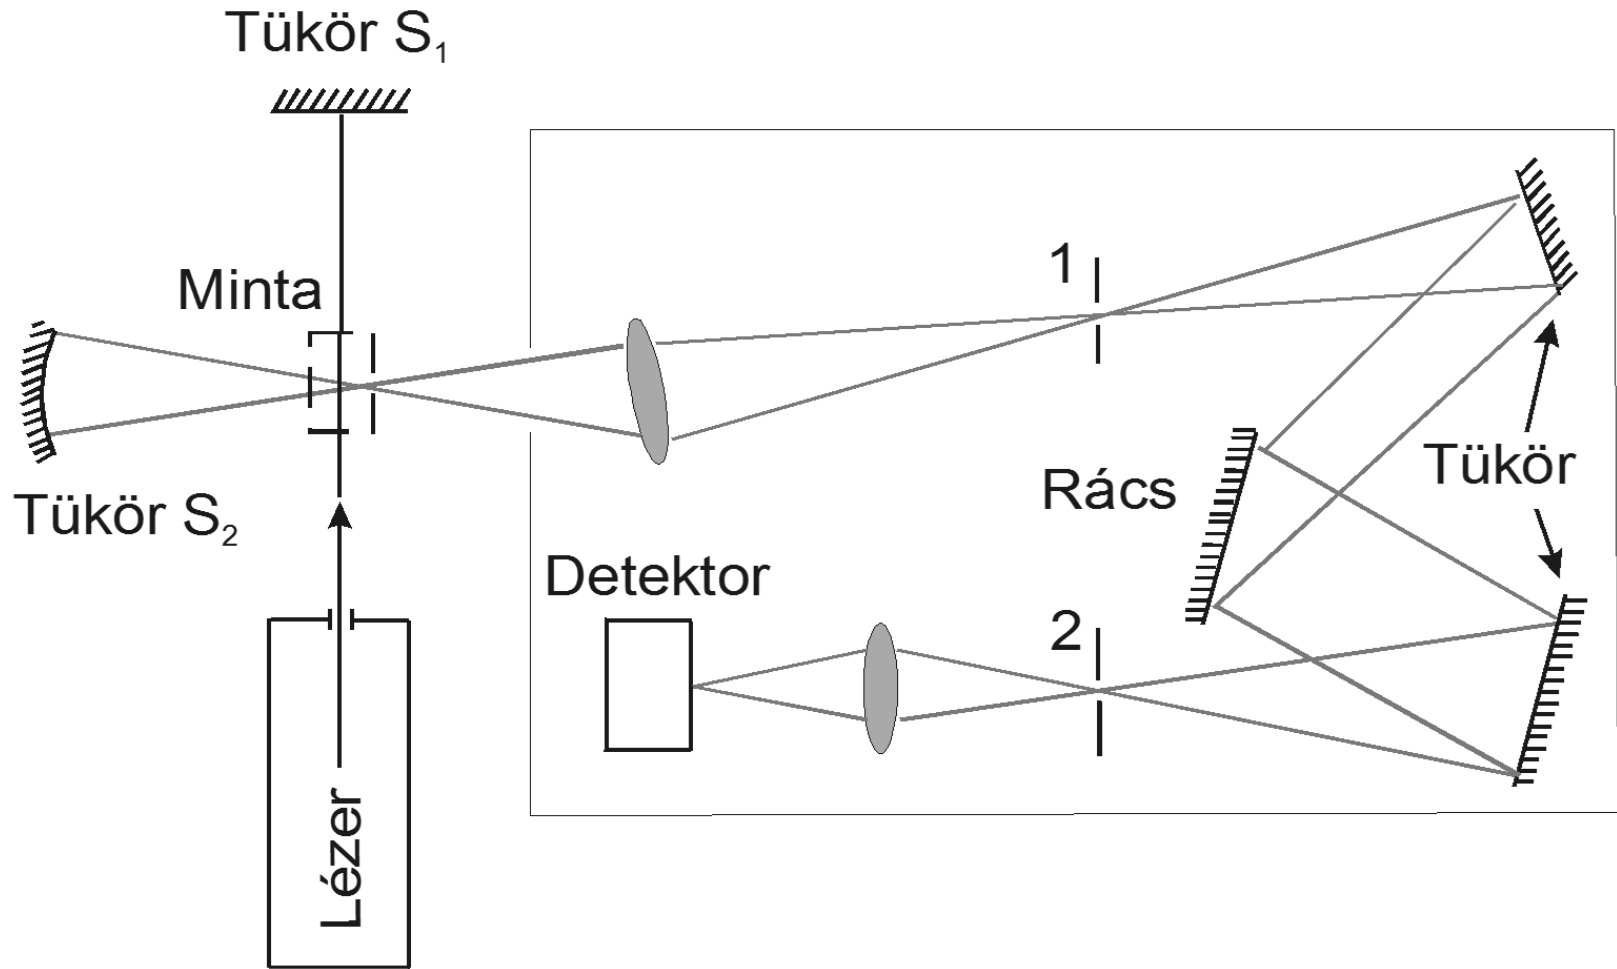 Tükör S₁
Minta
1
Tükör S₂
Rács
Tükör
Detektor
2
Lézer